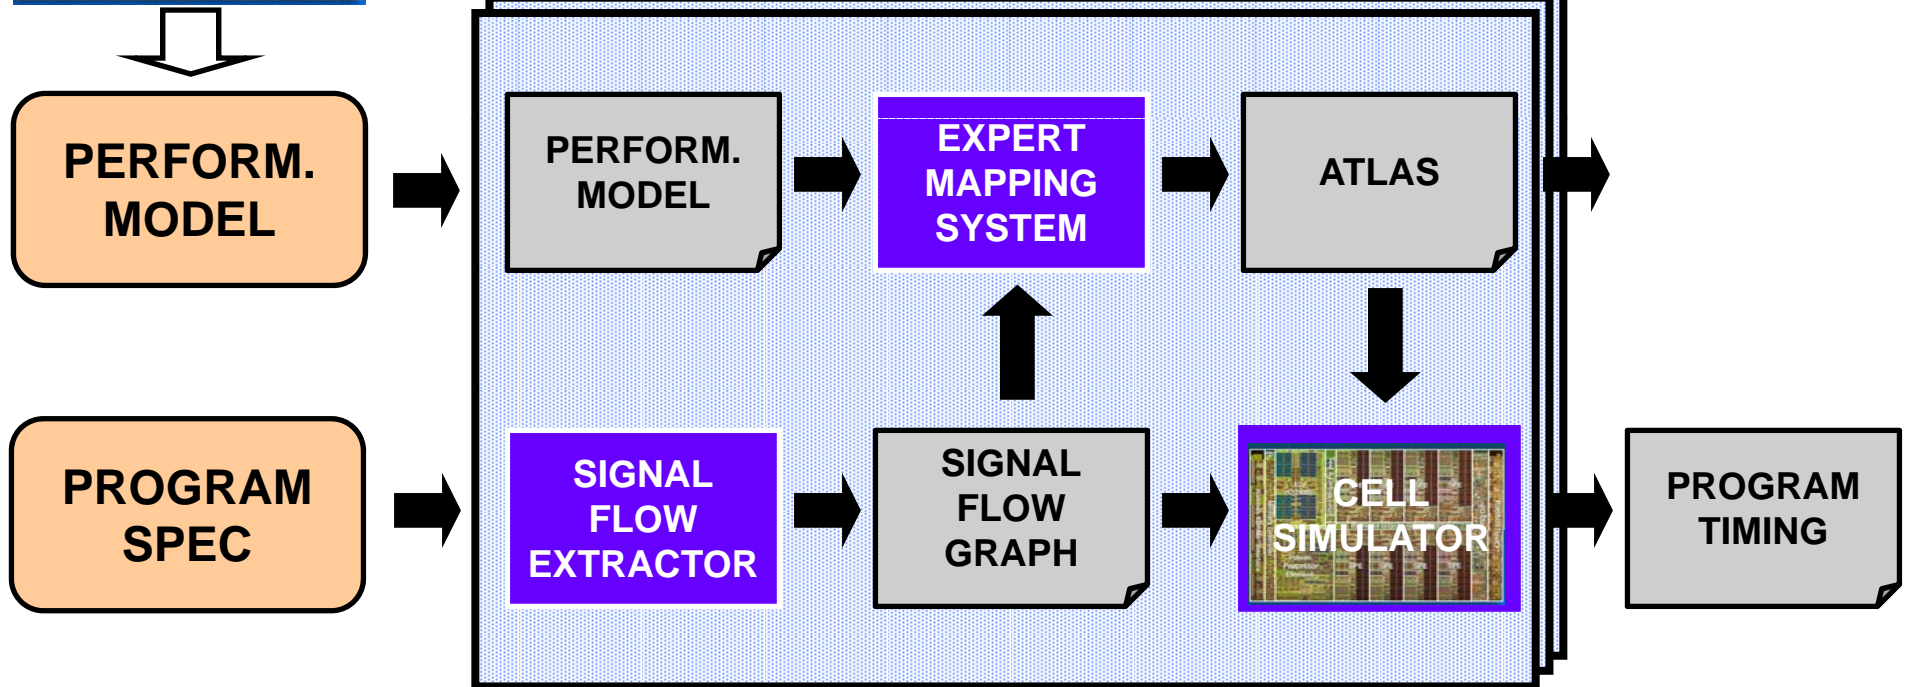 PERFORM.
MODEL
PERFORM.
MODEL
EXPERT
MAPPING
SYSTEM
ATLAS
PROGRAM
SPEC
SIGNAL
FLOW
EXTRACTOR
SIGNAL
FLOW
GRAPH
CELL
SIMULATOR
PROGRAM
TIMING